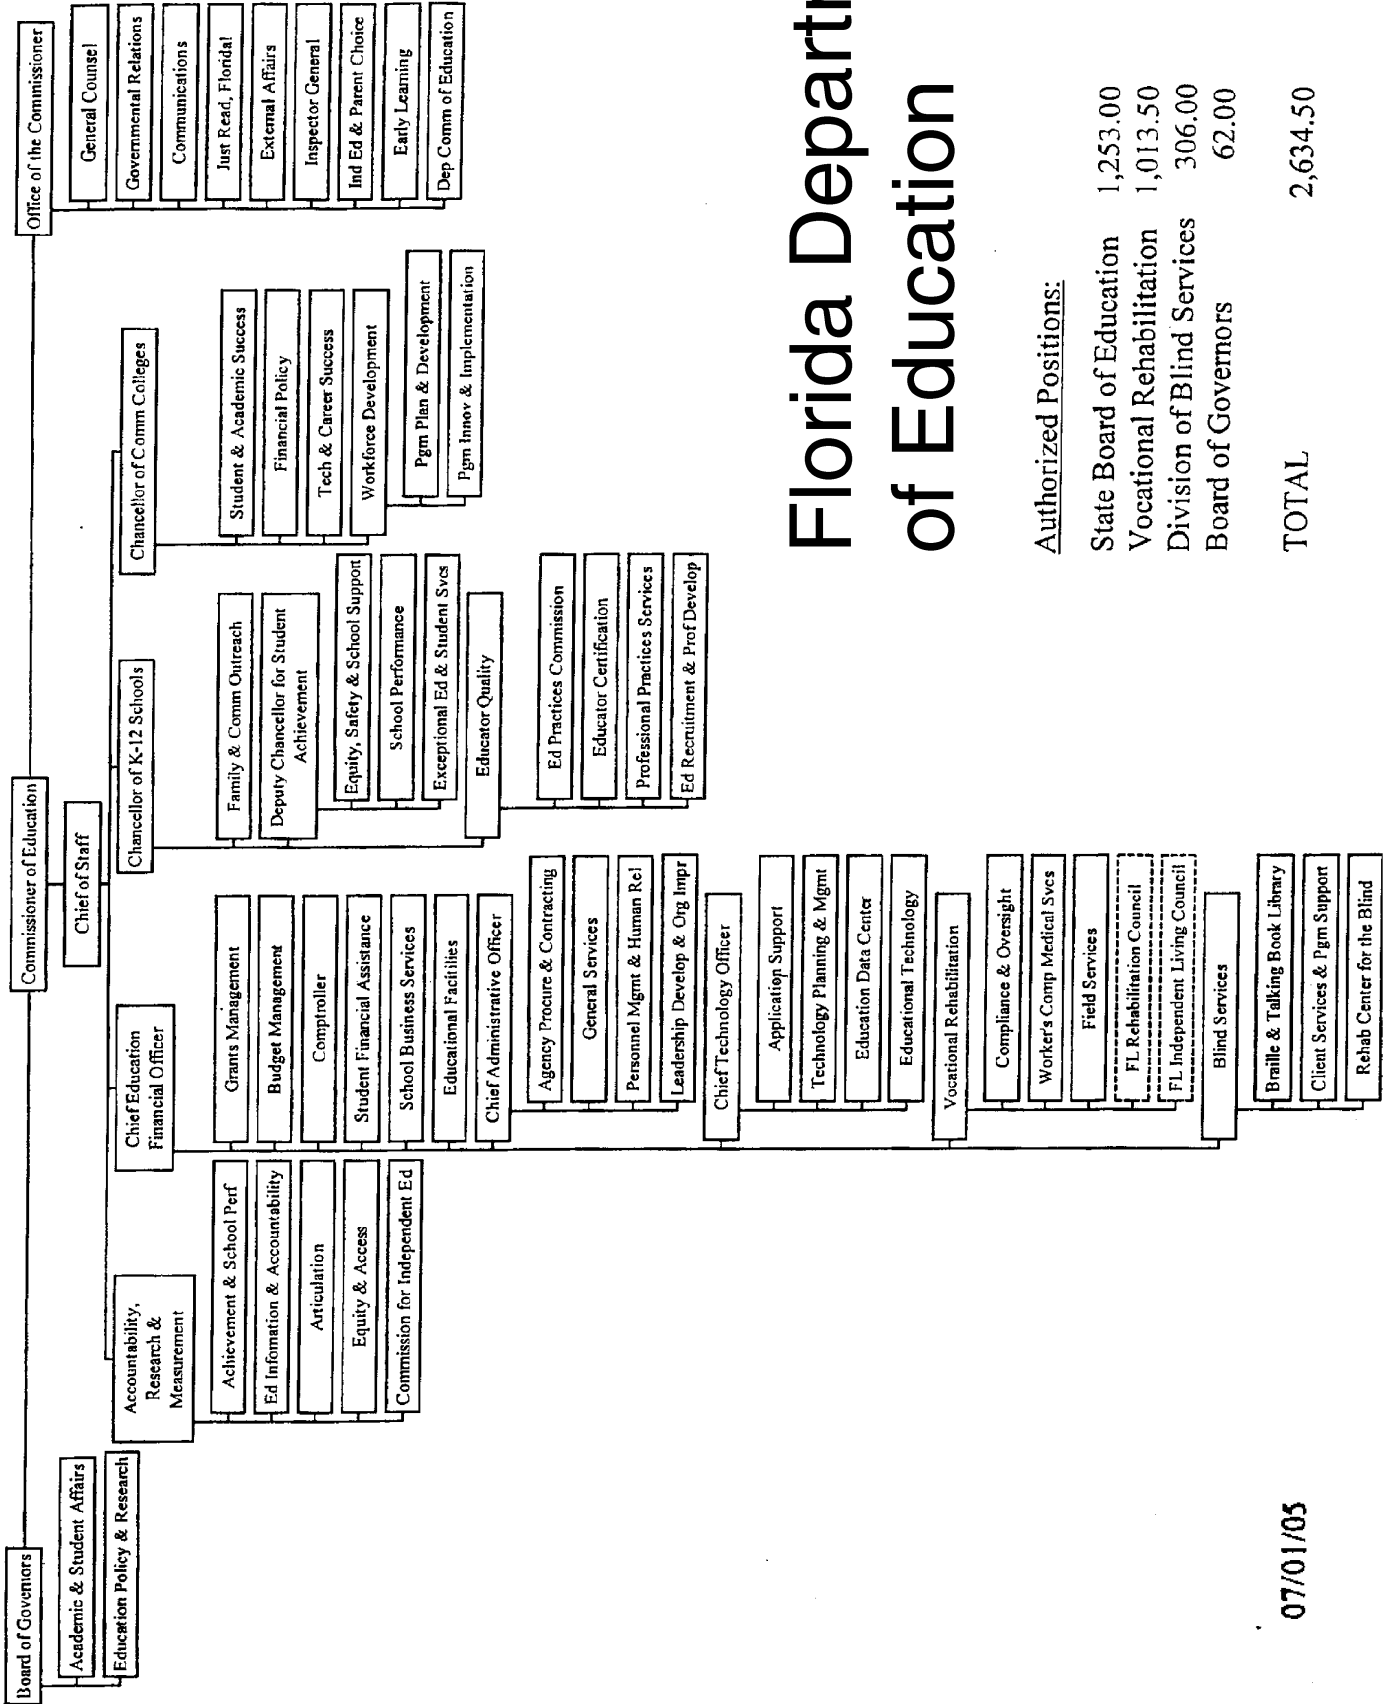 Board of Governors
Academic & Student Affairs
Education Policy & Research
Commissioner of Education
Chief of Staff
Accountability,
Research &
Measurement
Achievement & School Perf
Ed Information & Accountability
Articulation
Equity & Access
Commission for Independent Ed
Chief Education
Financial Officer
Grants Management
Budget Management
Comptroller
Student Financial Assistance
School Business Services
Educational Facitilies
Chief Administrative Officer
Agency Procure & Contracting
General Services
Personnel Mgmt & Human Rel
Leadership Develop & Org Impr
Chief Technology Officer
Application Support
Technology Planning & Mgmt
Education Data Center
Educational Technology
Vocational Rehabilitation
Compliance & Oversight
Worker's Comp Medical Svcs
Field Services
FL Rehabilitation Council
FL Independent Living Council
Blind Services
Braille & Talking Book Library
Client Services & Pgm Support
Rehab Center for the Blind
Chancellor of K-12 Schools
Family & Comm Outreach
Deputy Chancellor for Student
Achievement
Equity, Safety & School Support
School Performance
Exceptional Ed & Student Svcs
Educator Quality
Ed Practices Commission
Educator Certification
Professional Practices Services
Ed Recruitment & Prof Develop
Chancellor of Comm Colleges
Student & Academic Success
Financial Policy
Tech & Career Success
Workforce Development
Pgm Plan & Development
Pgm Innov & Implementation
Office of the Commissioner
General Counsel
Governmental Relations
Communications
Just Read, Florida!
External Affairs
Inspector General
Ind Ed & Parent Choice
Early Learning
Dep Comm of Education
Florida Depart
of Education
Authorized Positions:
State Board of Education 1,253.00
Vocational Rehabilitation 1,013.50
Division of Blind Services 306.00
Board of Governors 62.00
TOTAL 2,634.50
07/01/05